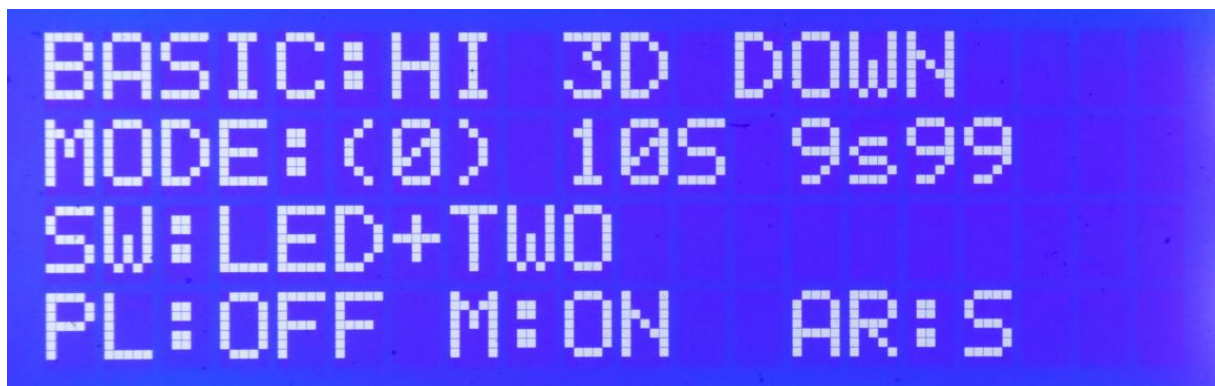 BASIC:HI 3D DOWN
MODE:(0) 10S 9s99
SW:LED+TWO
PL:OFF M:ON AR:S